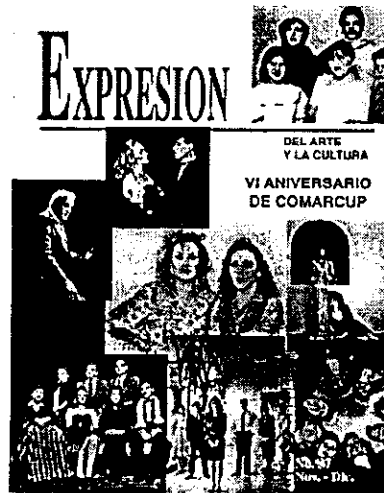 EXPRESION
DEL ARTE
Y LA CULTURA
VI ANIVERSARIO
DE COMARCUP
Nov. - Dic.